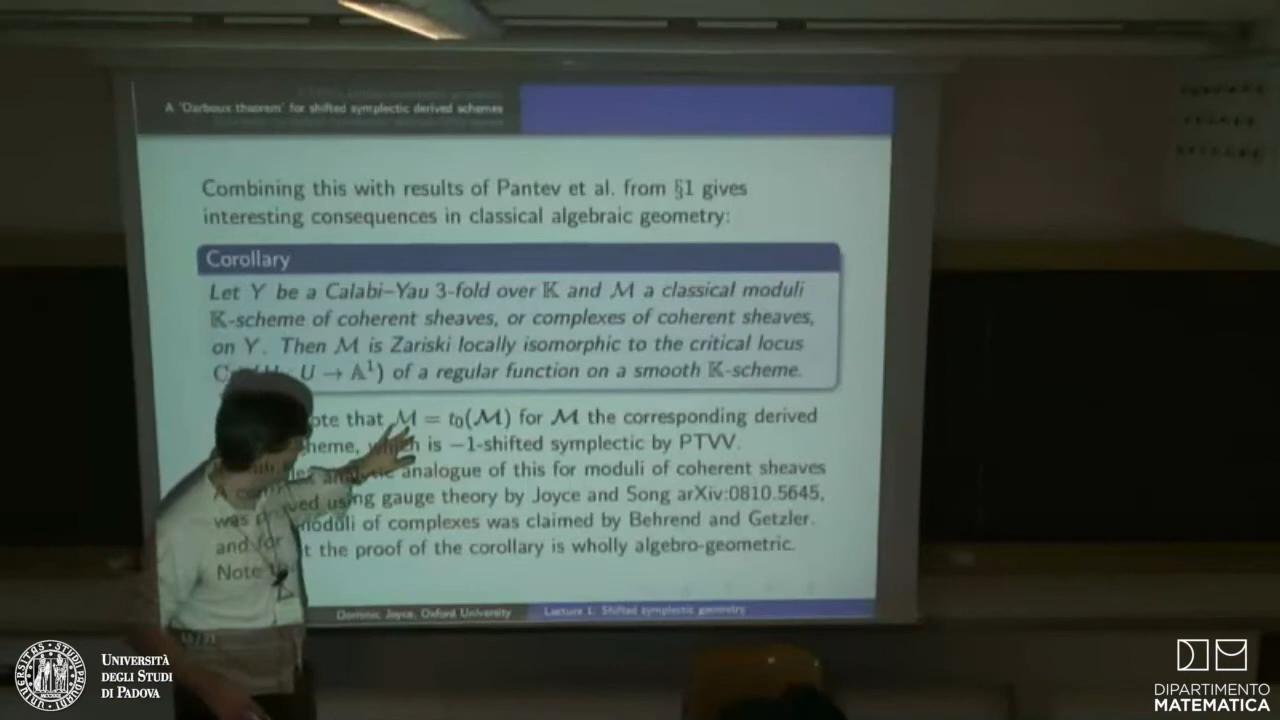 A 'Darboux theorem' for shifted symplectic derived schemes
Combining this with results of Pantev et al. from §1 gives
interesting consequences in classical algebraic geometry:
Corollary
Let Y be a Calabi–Yau 3-fold over 𝕂 and M a classical moduli
𝕂-scheme of coherent sheaves, or complexes of coherent sheaves,
on Y. Then M is Zariski locally isomorphic to the critical locus
U → 𝔸¹) of a regular function on a smooth 𝕂-scheme.
that M = t₀(ℳ) for ℳ the corresponding derived
is −1-shifted symplectic by PTVV.
analogue of this for moduli of coherent sheaves
was using gauge theory by Joyce and Song arXiv:0810.5645,
and for moduli of complexes was claimed by Behrend and Getzler.
Note the proof of the corollary is wholly algebro-geometric.
Dominic Joyce, Oxford University
Lecture 1: Shifted symplectic geometry
UNIVERSITÀ
DEGLI STUDI
DI PADOVA
DIPARTIMENTO
MATEMATICA